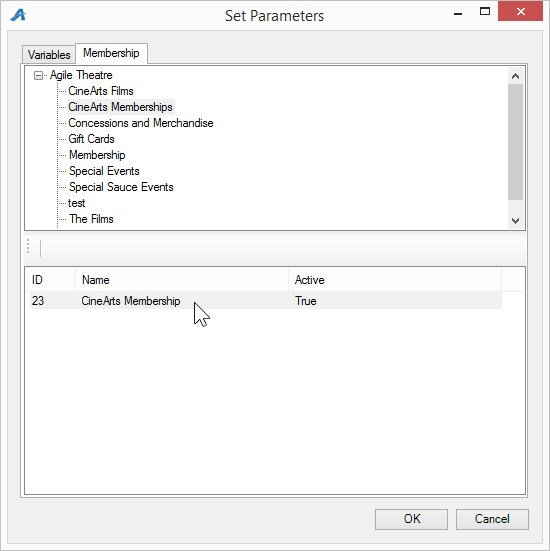 Set Parameters
Variables Membership
Agile Theatre
CineArts Films
CineArts Memberships
Concessions and Merchandise
Gift Cards
Membership
Special Events
Special Sauce Events
test
The Films
ID Name Active
23 CineArts Membership True
OK Cancel